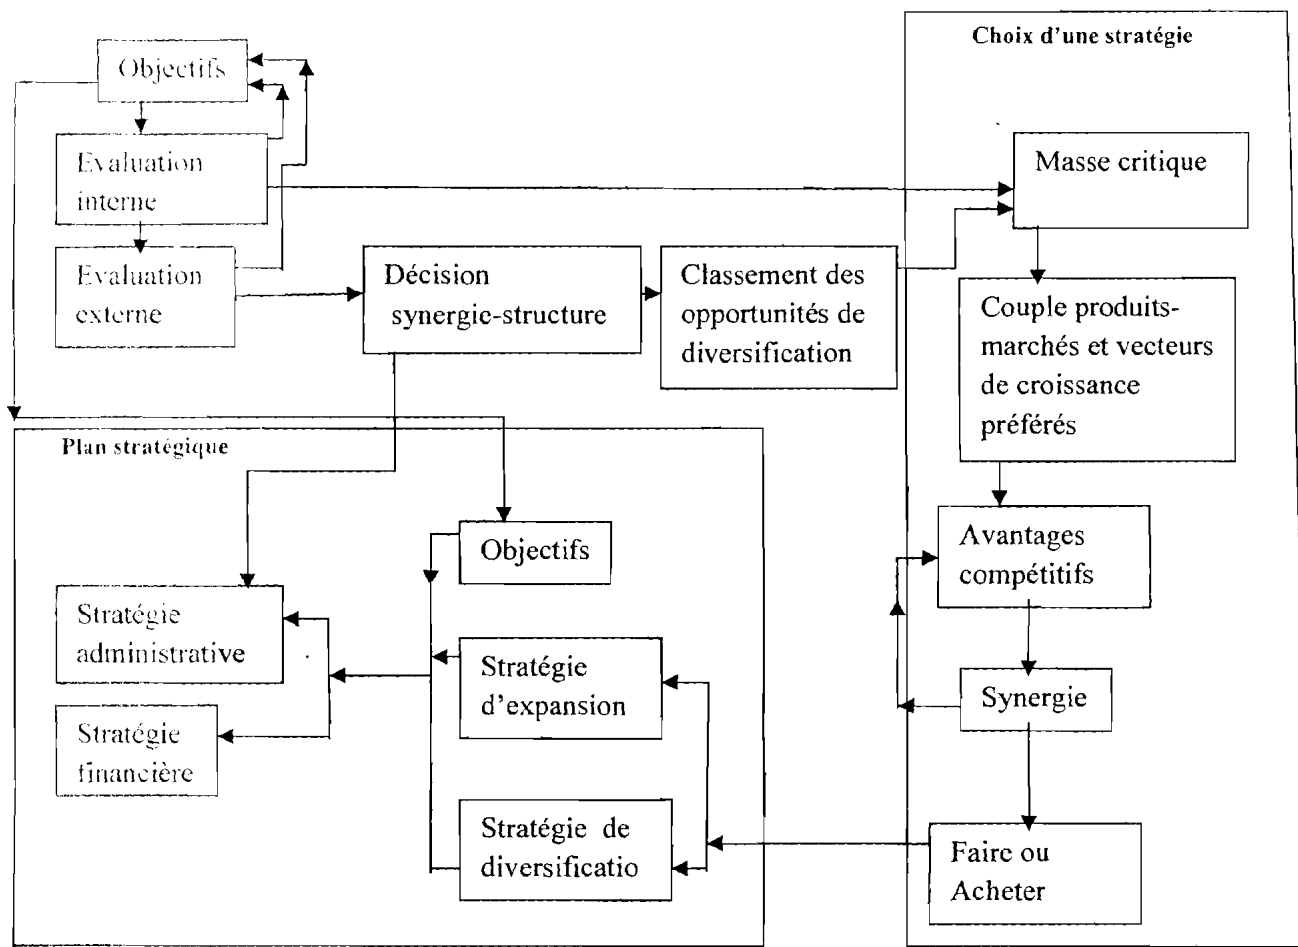 Choix d'une stratégie
Objectifs
Evaluation
interne
Masse critique
Evaluation
externe
Décision
synergie-structure
Classement des
opportunités de
diversification
Couple produits-
marchés et vecteurs
de croissance
préférés
Plan stratégique
Objectifs
Avantages
compétitifs
Stratégie
administrative
Stratégie
d'expansion
Synergie
Stratégie
financière
Stratégie de
diversificatio
Faire ou
Acheter